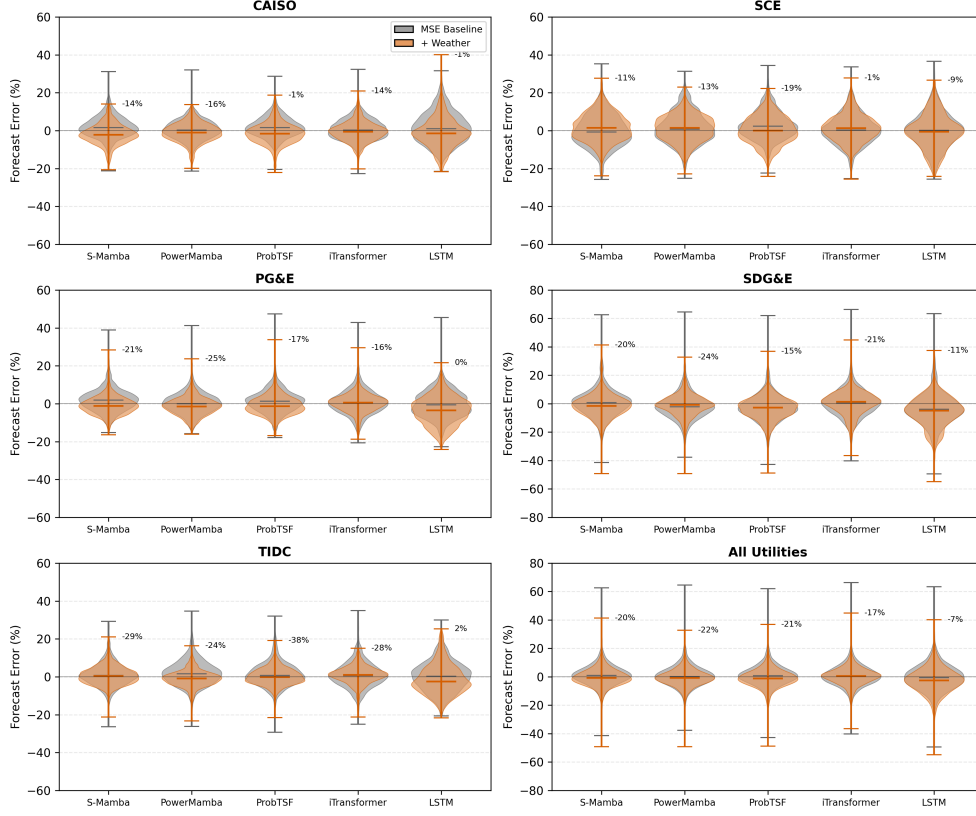 CAISO
Forecast Error (%)
60
40
20
0
−20
−40
−60
MSE Baseline
+ Weather
-14%
-16%
-1%
-14%
-1%
S-Mamba
PowerMamba
ProbTSF
iTransformer
LSTM
SCE
Forecast Error (%)
60
40
20
0
−20
−40
−60
-11%
-13%
-19%
-1%
-9%
S-Mamba
PowerMamba
ProbTSF
iTransformer
LSTM
PG&E
Forecast Error (%)
60
40
20
0
−20
−40
−60
-21%
-25%
-17%
-16%
0%
S-Mamba
PowerMamba
ProbTSF
iTransformer
LSTM
SDG&E
Forecast Error (%)
80
60
40
20
0
−20
−40
−60
−80
-20%
-24%
-15%
-21%
-11%
S-Mamba
PowerMamba
ProbTSF
iTransformer
LSTM
TIDC
Forecast Error (%)
60
40
20
0
−20
−40
−60
-29%
-24%
-38%
-28%
2%
S-Mamba
PowerMamba
ProbTSF
iTransformer
LSTM
All Utilities
Forecast Error (%)
80
60
40
20
0
−20
−40
−60
−80
-20%
-22%
-21%
-17%
-7%
S-Mamba
PowerMamba
ProbTSF
iTransformer
LSTM